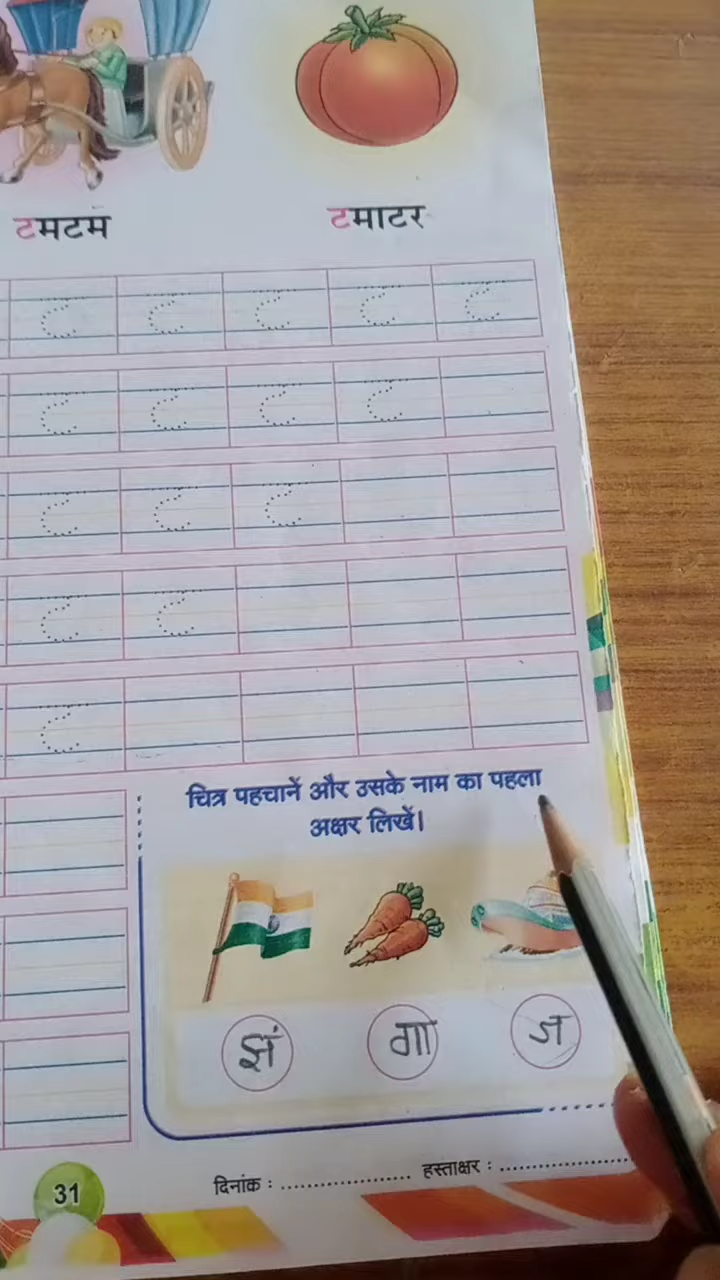 टमटम टमाटर
ट ट ट ट ट
ट ट ट ट
ट ट ट
ट ट
ट
चित्र पहचानें और उसके नाम का पहला
अक्षर लिखें।
झं गा ज
31 दिनांक : .................... हस्ताक्षर : ....................